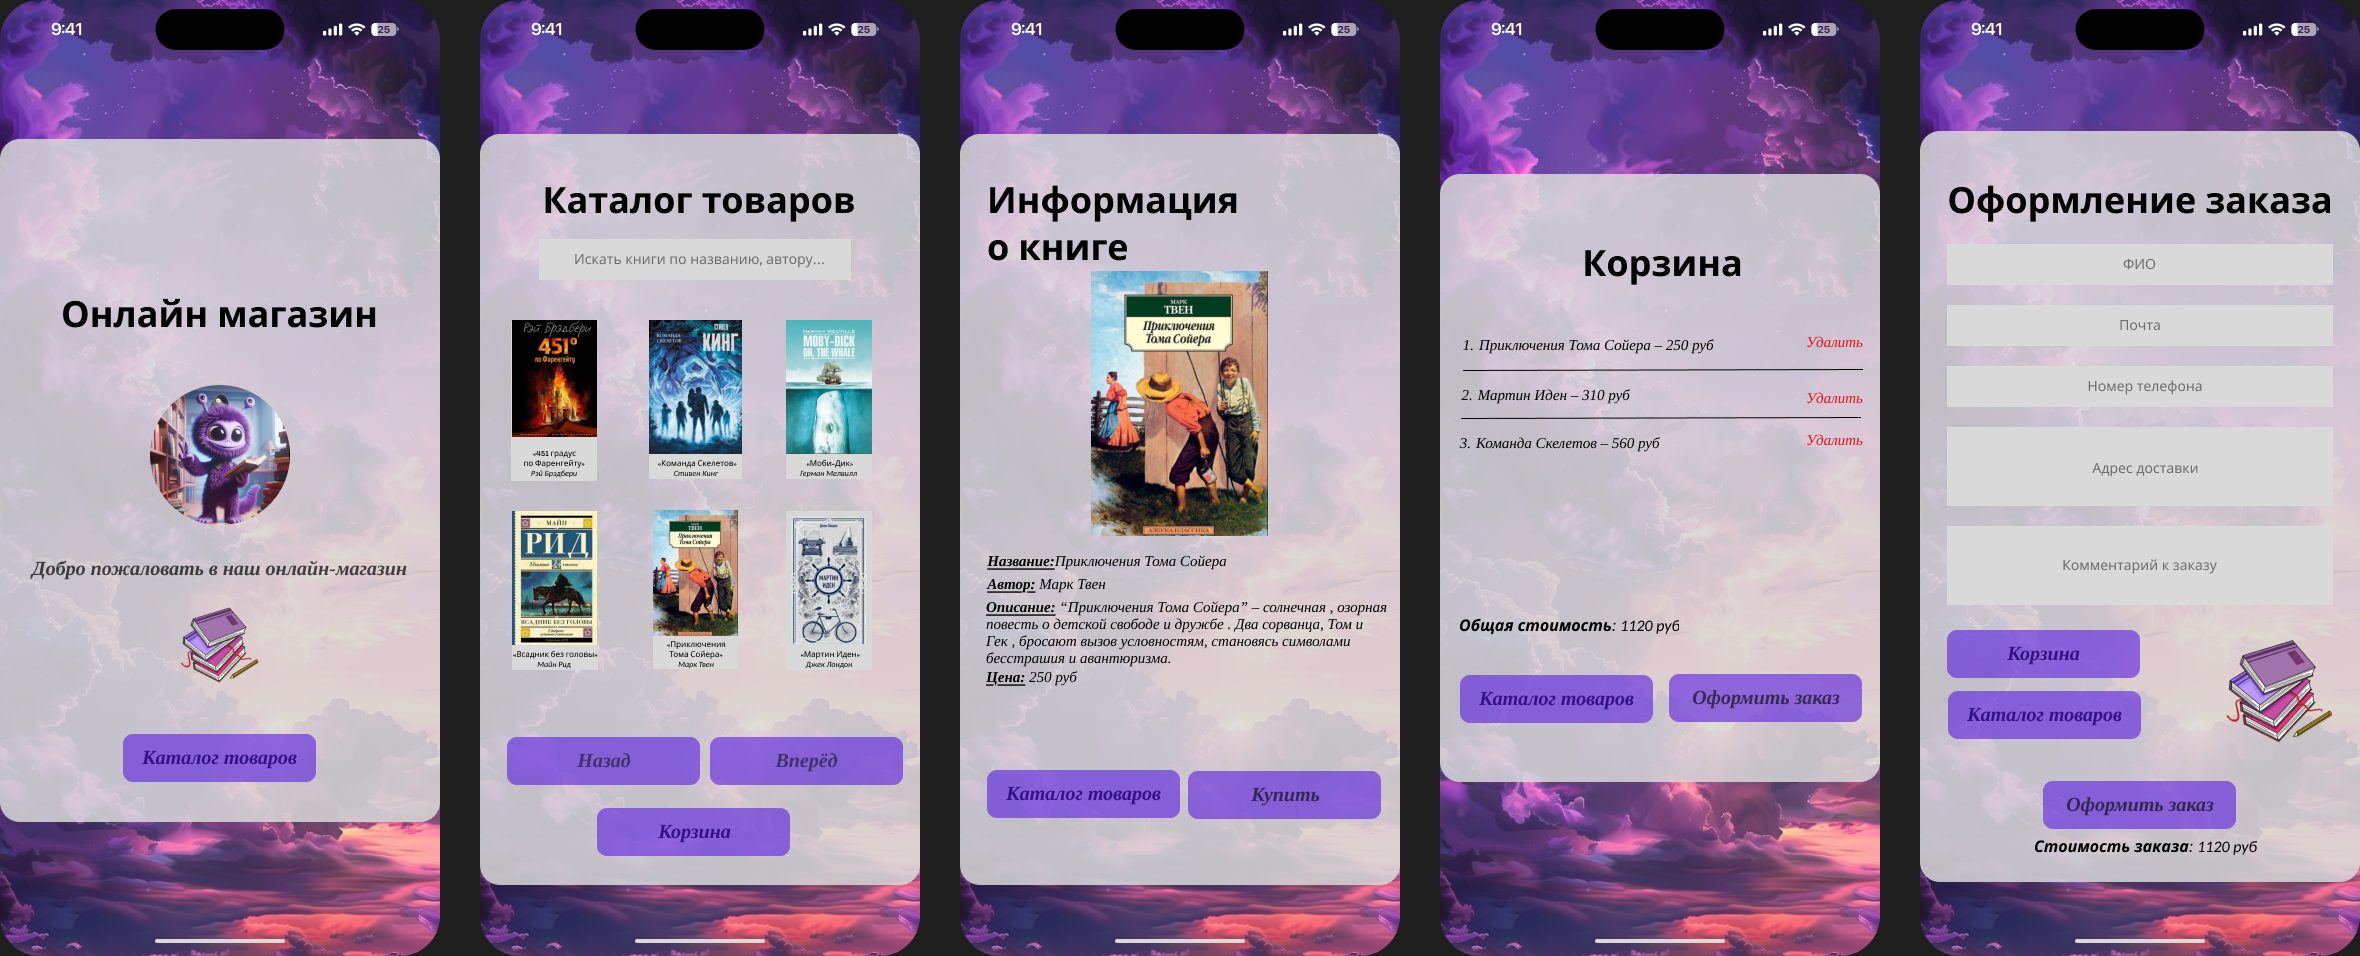 9:41
25
Онлайн магазин
Добро пожаловать в наш онлайн-магазин
Каталог товаров
9:41
25
Каталог товаров
Искать книги по названию, автору...
Рэй Брэдбери
451°
по Фаренгейту
«451 градус
по Фаренгейту»
Рэй Брэдбери
СТИВЕН
КИНГ
КОМАНДА
СКЕЛЕТОВ
«Команда Скелетов»
Стивен Кинг
HERMAN MELVILLE
MOBY-DICK
OR, THE WHALE
«Моби-Дик»
Герман Мелвилл
МАЙН
РИД
ВСАДНИК БЕЗ ГОЛОВЫ
«Всадник без головы»
Майн Рид
МАРК
ТВЕН
Приключения
Тома Сойера
«Приключения
Тома Сойера»
Марк Твен
МАРТИН
ИДЕН
«Мартин Иден»
Джек Лондон
Назад
Вперёд
Корзина
9:41
25
Информация
о книге
МАРК
ТВЕН
Приключения
Тома Сойера
АЗБУКА-КЛАССИКА
Название:Приключения Тома Сойера
Автор: Марк Твен
Описание: “Приключения Тома Сойера” – солнечная , озорная
повесть о детской свободе и дружбе . Два сорванца, Том и
Гек , бросают вызов условностям, становясь символами
бесстрашия и авантюризма.
Цена: 250 руб
Каталог товаров
Купить
9:41
25
Корзина
1. Приключения Тома Сойера – 250 руб
Удалить
2. Мартин Иден – 310 руб
Удалить
3. Команда Скелетов – 560 руб
Удалить
Общая стоимость: 1120 руб
Каталог товаров
Оформить заказ
9:41
25
Оформление заказа
ФИО
Почта
Номер телефона
Адрес доставки
Комментарий к заказу
Корзина
Каталог товаров
Оформить заказ
Стоимость заказа: 1120 руб